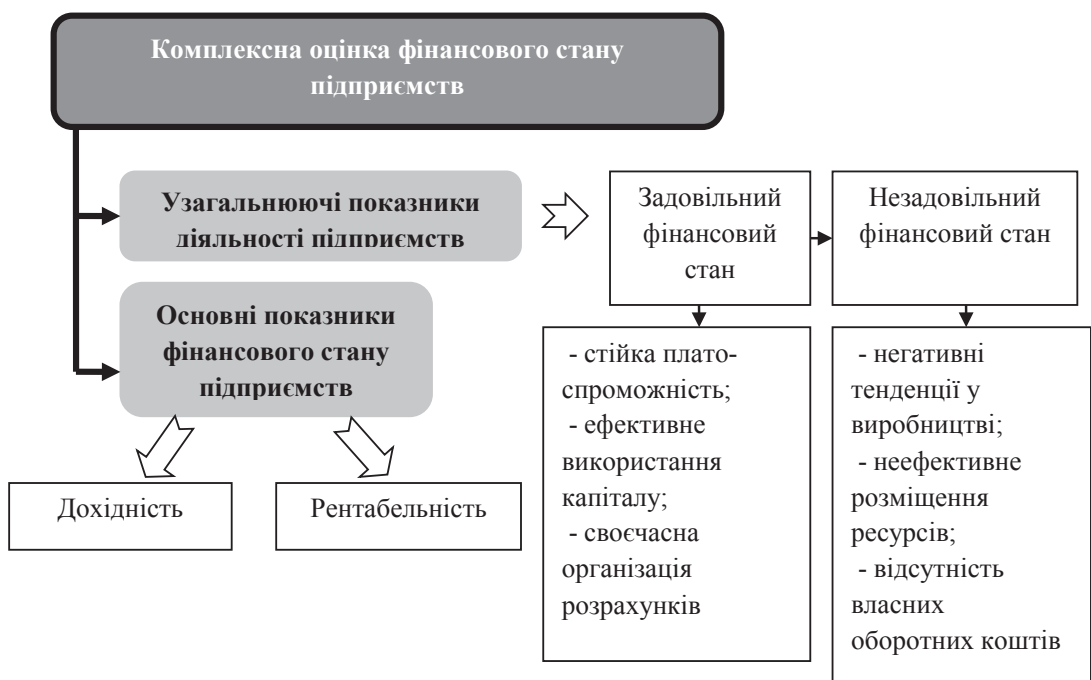 Комплексна оцінка фінансового стану
підприємств
Узагальнюючі показники
діяльності підприємств
Задовільний
фінансовий
стан
Незадовільний
фінансовий стан
Основні показники
фінансового стану
підприємств
Дохідність
Рентабельність
- стійка плато-
спроможність;
- ефективне
використання
капіталу;
- своєчасна
організація
розрахунків
- негативні
тенденції у
виробництві;
- неефективне
розміщення
ресурсів;
- відсутність
власних
оборотних коштів